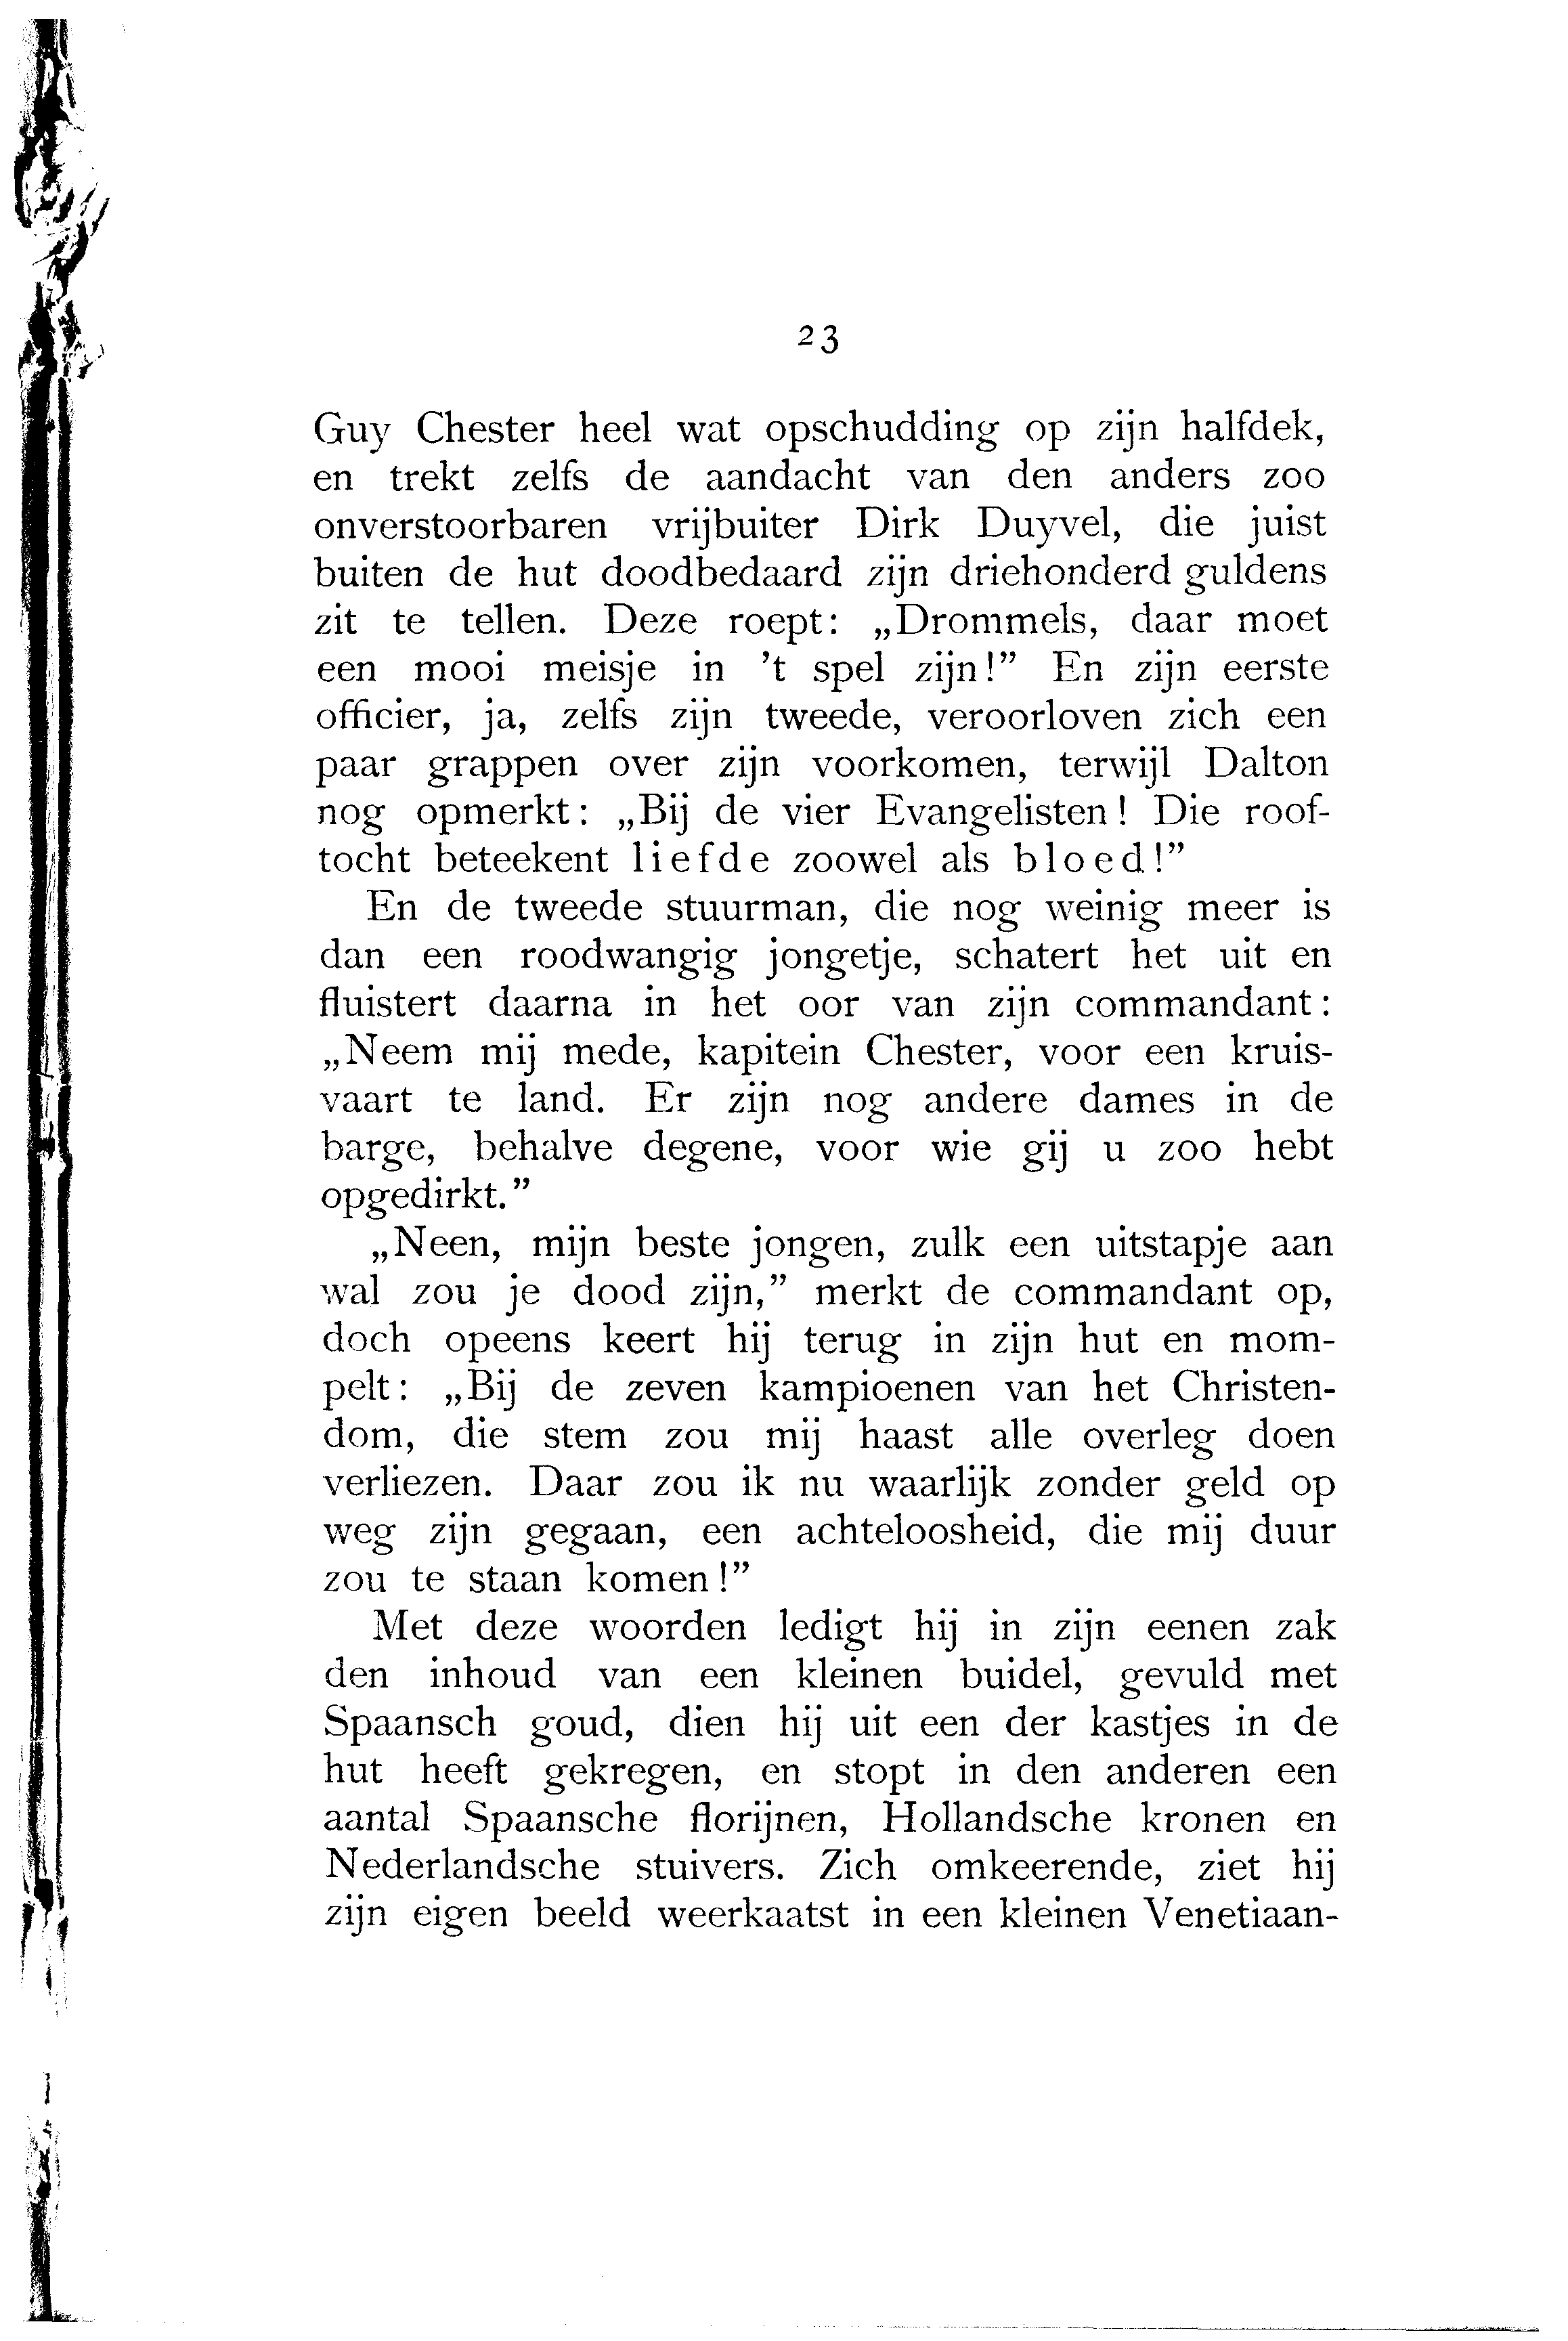 23
Guy Chester heel wat opschudding op zijn halfdek,
en trekt zelfs de aandacht van den anders zoo
onverstoorbaren vrijbuiter Dirk Duyvel, die juist
buiten de hut doodbedaard zijn driehonderd guldens
zit te tellen. Deze roept: „Drommels, daar moet
een mooi meisje in ’t spel zijn!” En zijn eerste
officier, ja, zelfs zijn tweede, veroorloven zich een
paar grappen over zijn voorkomen, terwijl Dalton
nog opmerkt: „Bij de vier Evangelisten! Die roof-
tocht beteekent liefde zoowel als bloed!”
En de tweede stuurman, die nog weinig meer is
dan een roodwangig jongetje, schatert het uit en
fluistert daarna in het oor van zijn commandant:
„Neem mij mede, kapitein Chester, voor een kruis-
vaart te land. Er zijn nog andere dames in de
barge, behalve degene, voor wie gij u zoo hebt
opgedirkt.”
„Neen, mijn beste jongen, zulk een uitstapje aan
wal zou je dood zijn,” merkt de commandant op,
doch opeens keert hij terug in zijn hut en mom-
pelt: „Bij de zeven kampioenen van het Christen-
dom, die stem zou mij haast alle overleg doen
verliezen. Daar zou ik nu waarlijk zonder geld op
weg zijn gegaan, een achteloosheid, die mij duur
zou te staan komen!”
Met deze woorden ledigt hij in zijn eenen zak
den inhoud van een kleinen buidel, gevuld met
Spaansch goud, dien hij uit een der kastjes in de
hut heeft gekregen, en stopt in den anderen een
aantal Spaansche florijnen, Hollandsche kronen en
Nederlandsche stuivers. Zich omkeerende, ziet hij
zijn eigen beeld weerkaatst in een kleinen Venetiaan-